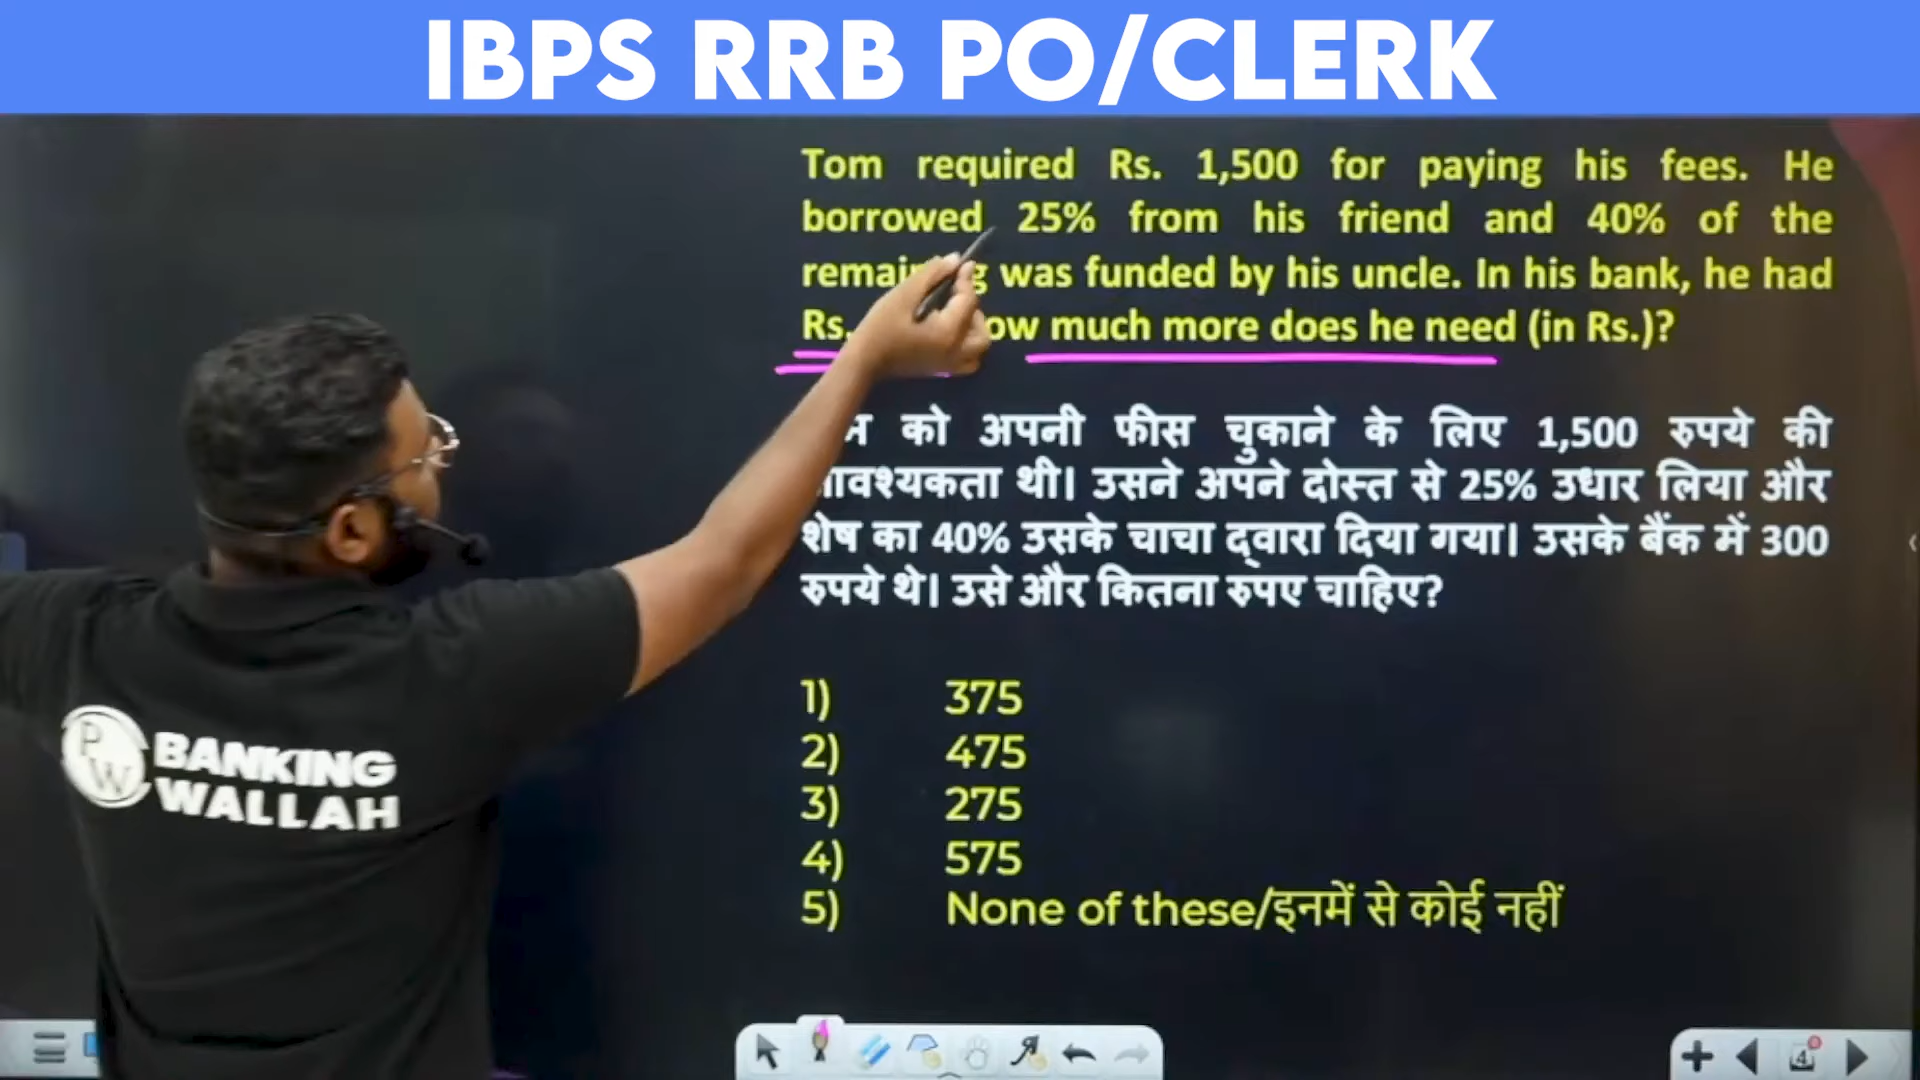 IBPS RRB PO/CLERK
Tom required Rs. 1,500 for paying his fees. He
borrowed 25% from his friend and 40% of the
was funded by his uncle. In his bank, he had
Rs. much more does he need (in Rs.)?
को अपनी फीस चुकाने के लिए 1,500 रुपये की
थी। उसने अपने दोस्त से 25% उधार लिया और
शेष का 40% उसके चाचा द्वारा दिया गया। उसके बैंक में 300
रुपये थे। उसे और कितना रुपए चाहिए?
1) 375
2) 475
3) 275
4) 575
5) None of these/इनमें से कोई नहीं
PW BANKING
WALLAH
4